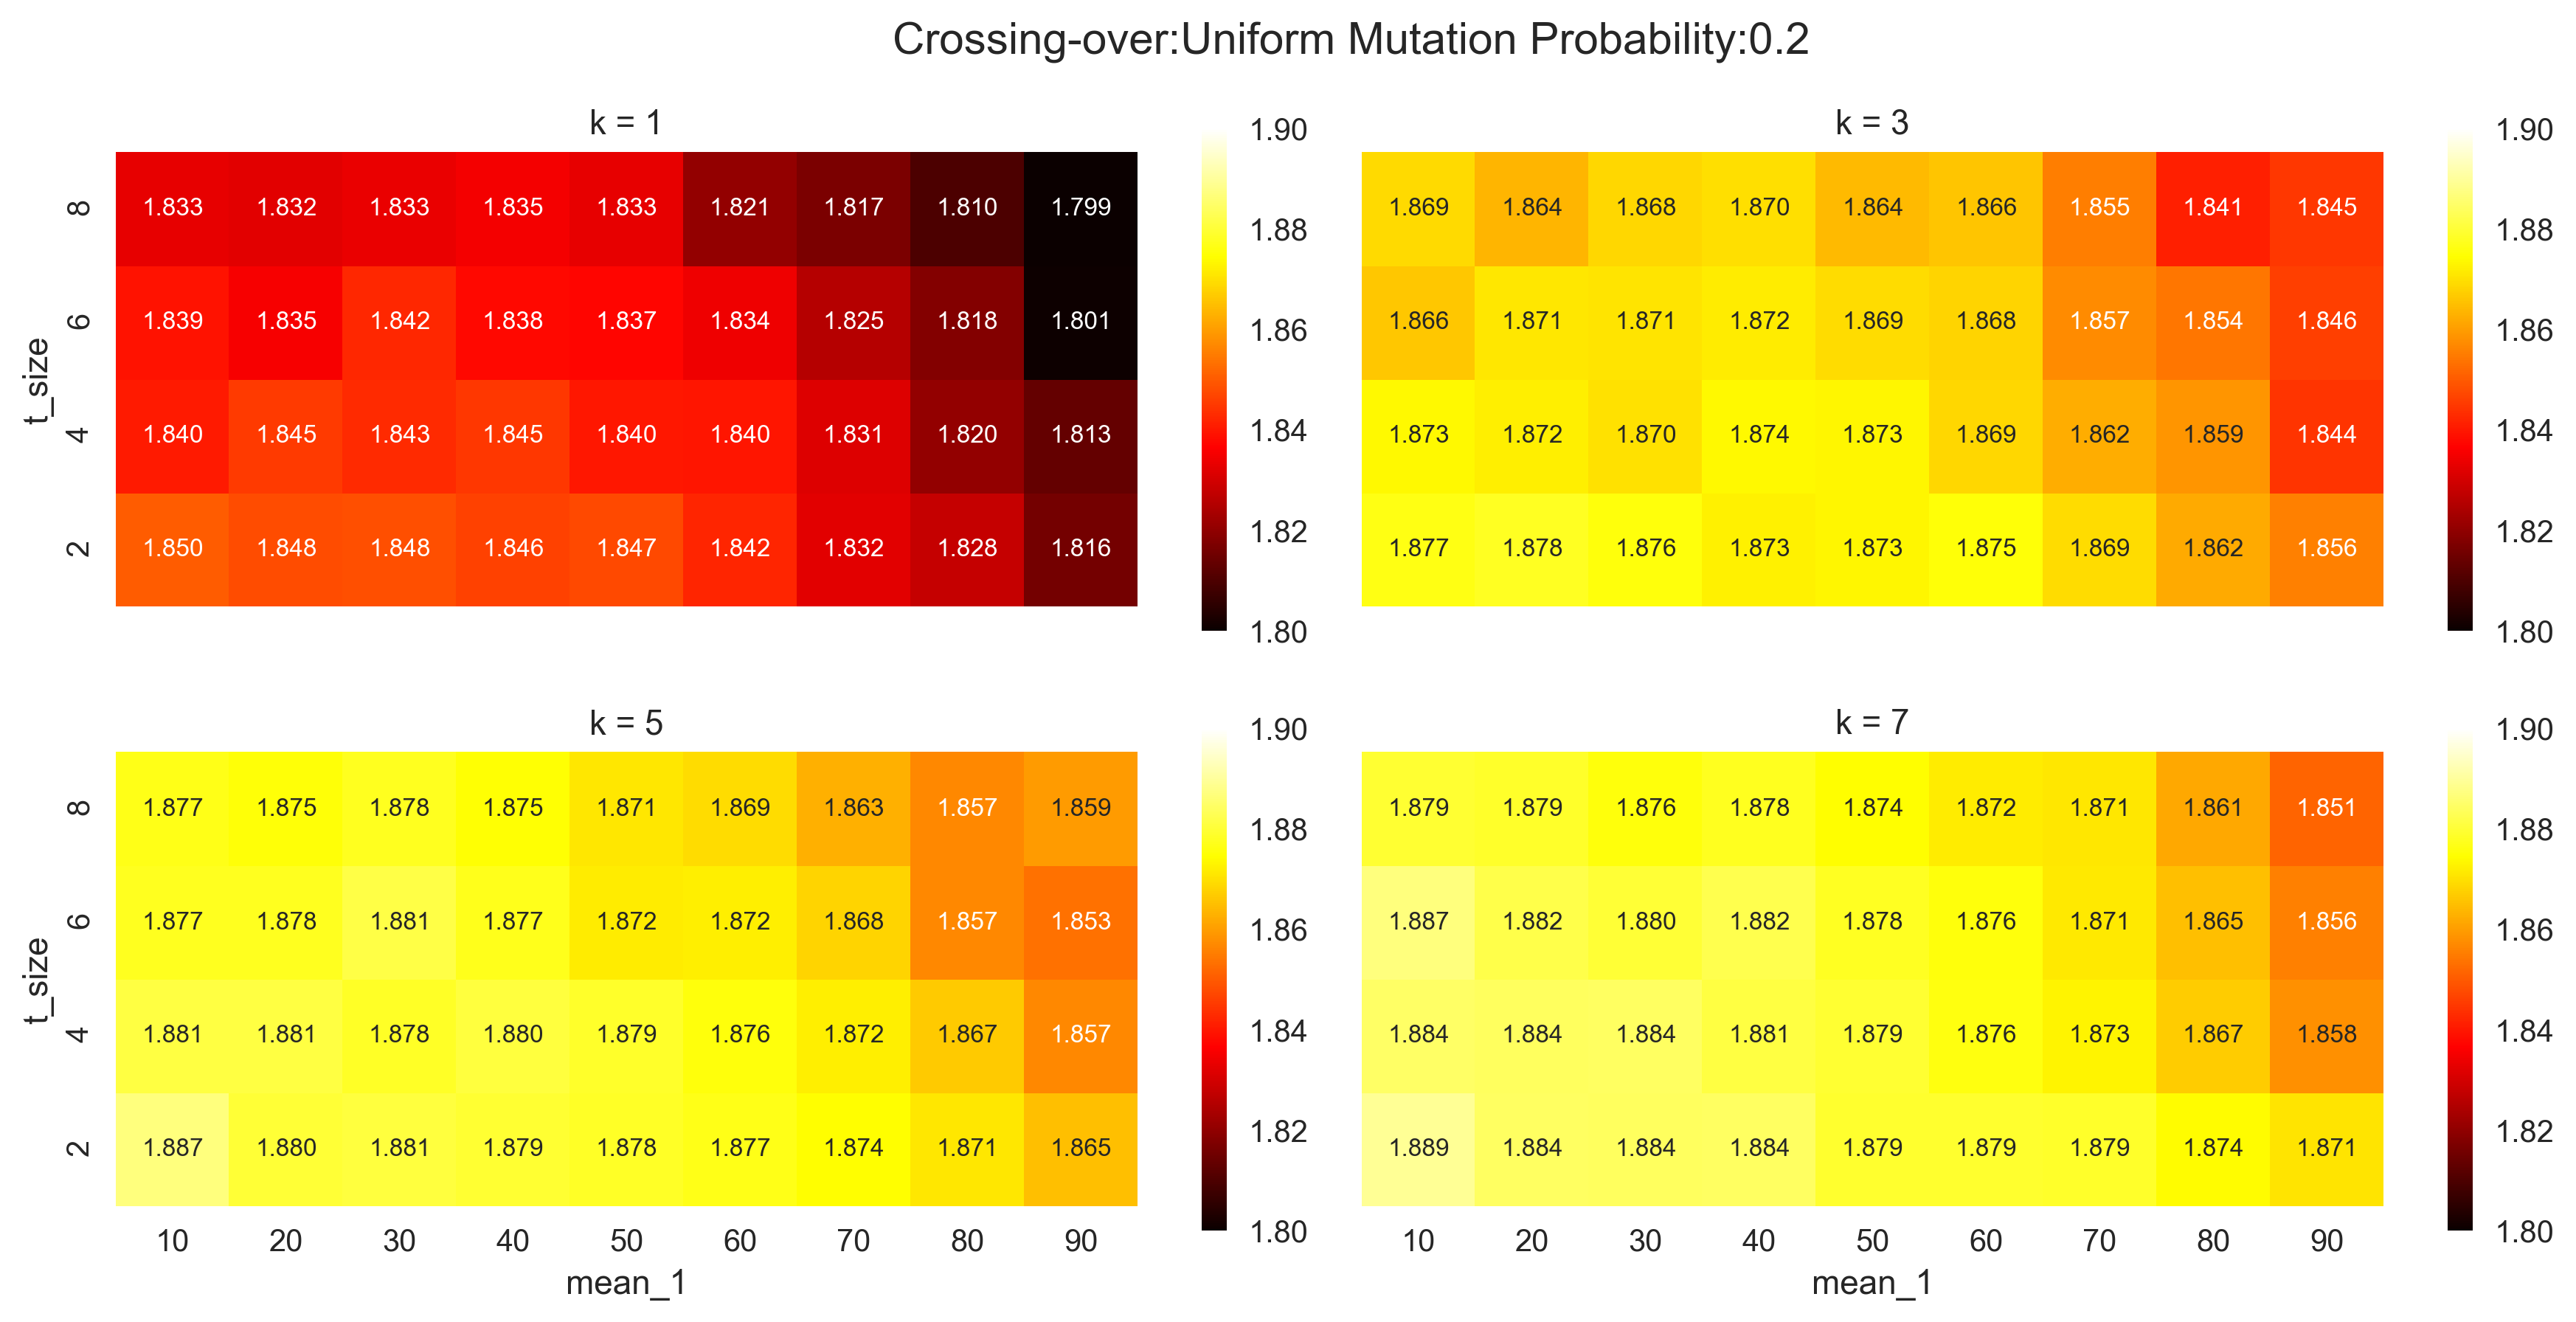 Crossing-over:Uniform Mutation Probability:0.2
k = 1
t_size
8 1.833 1.832 1.833 1.835 1.833 1.821 1.817 1.810 1.799
6 1.839 1.835 1.842 1.838 1.837 1.834 1.825 1.818 1.801
4 1.840 1.845 1.843 1.845 1.840 1.840 1.831 1.820 1.813
2 1.850 1.848 1.848 1.846 1.847 1.842 1.832 1.828 1.816
1.90
1.88
1.86
1.84
1.82
1.80
k = 3
1.869 1.864 1.868 1.870 1.864 1.866 1.855 1.841 1.845
1.866 1.871 1.871 1.872 1.869 1.868 1.857 1.854 1.846
1.873 1.872 1.870 1.874 1.873 1.869 1.862 1.859 1.844
1.877 1.878 1.876 1.873 1.873 1.875 1.869 1.862 1.856
1.90
1.88
1.86
1.84
1.82
1.80
k = 5
t_size
8 1.877 1.875 1.878 1.875 1.871 1.869 1.863 1.857 1.859
6 1.877 1.878 1.881 1.877 1.872 1.872 1.868 1.857 1.853
4 1.881 1.881 1.878 1.880 1.879 1.876 1.872 1.867 1.857
2 1.887 1.880 1.881 1.879 1.878 1.877 1.874 1.871 1.865
10 20 30 40 50 60 70 80 90
mean_1
1.90
1.88
1.86
1.84
1.82
1.80
k = 7
1.879 1.879 1.876 1.878 1.874 1.872 1.871 1.861 1.851
1.887 1.882 1.880 1.882 1.878 1.876 1.871 1.865 1.856
1.884 1.884 1.884 1.881 1.879 1.876 1.873 1.867 1.858
1.889 1.884 1.884 1.884 1.879 1.879 1.879 1.874 1.871
10 20 30 40 50 60 70 80 90
mean_1
1.90
1.88
1.86
1.84
1.82
1.80